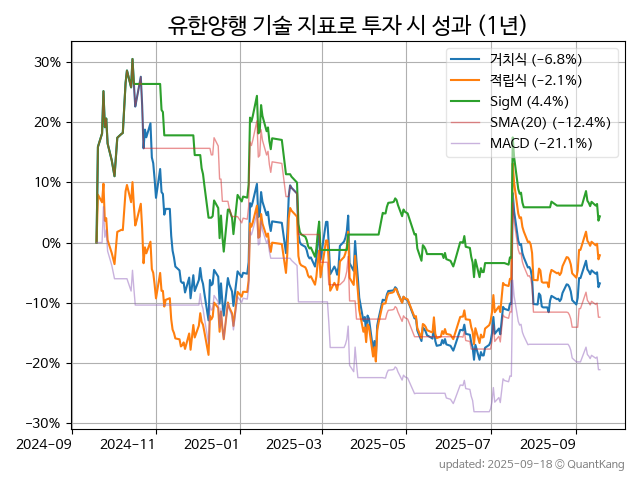 유한양행 기술 지표로 투자 시 성과 (1년)
거치식 (−6.8%)
적립식 (−2.1%)
SigM (4.4%)
SMA(20) (−12.4%)
MACD (−21.1%)
30%
20%
10%
0%
−10%
−20%
−30%
2024-09 2024-11 2025-01 2025-03 2025-05 2025-07 2025-09
updated: 2025-09-18 © QuantKang